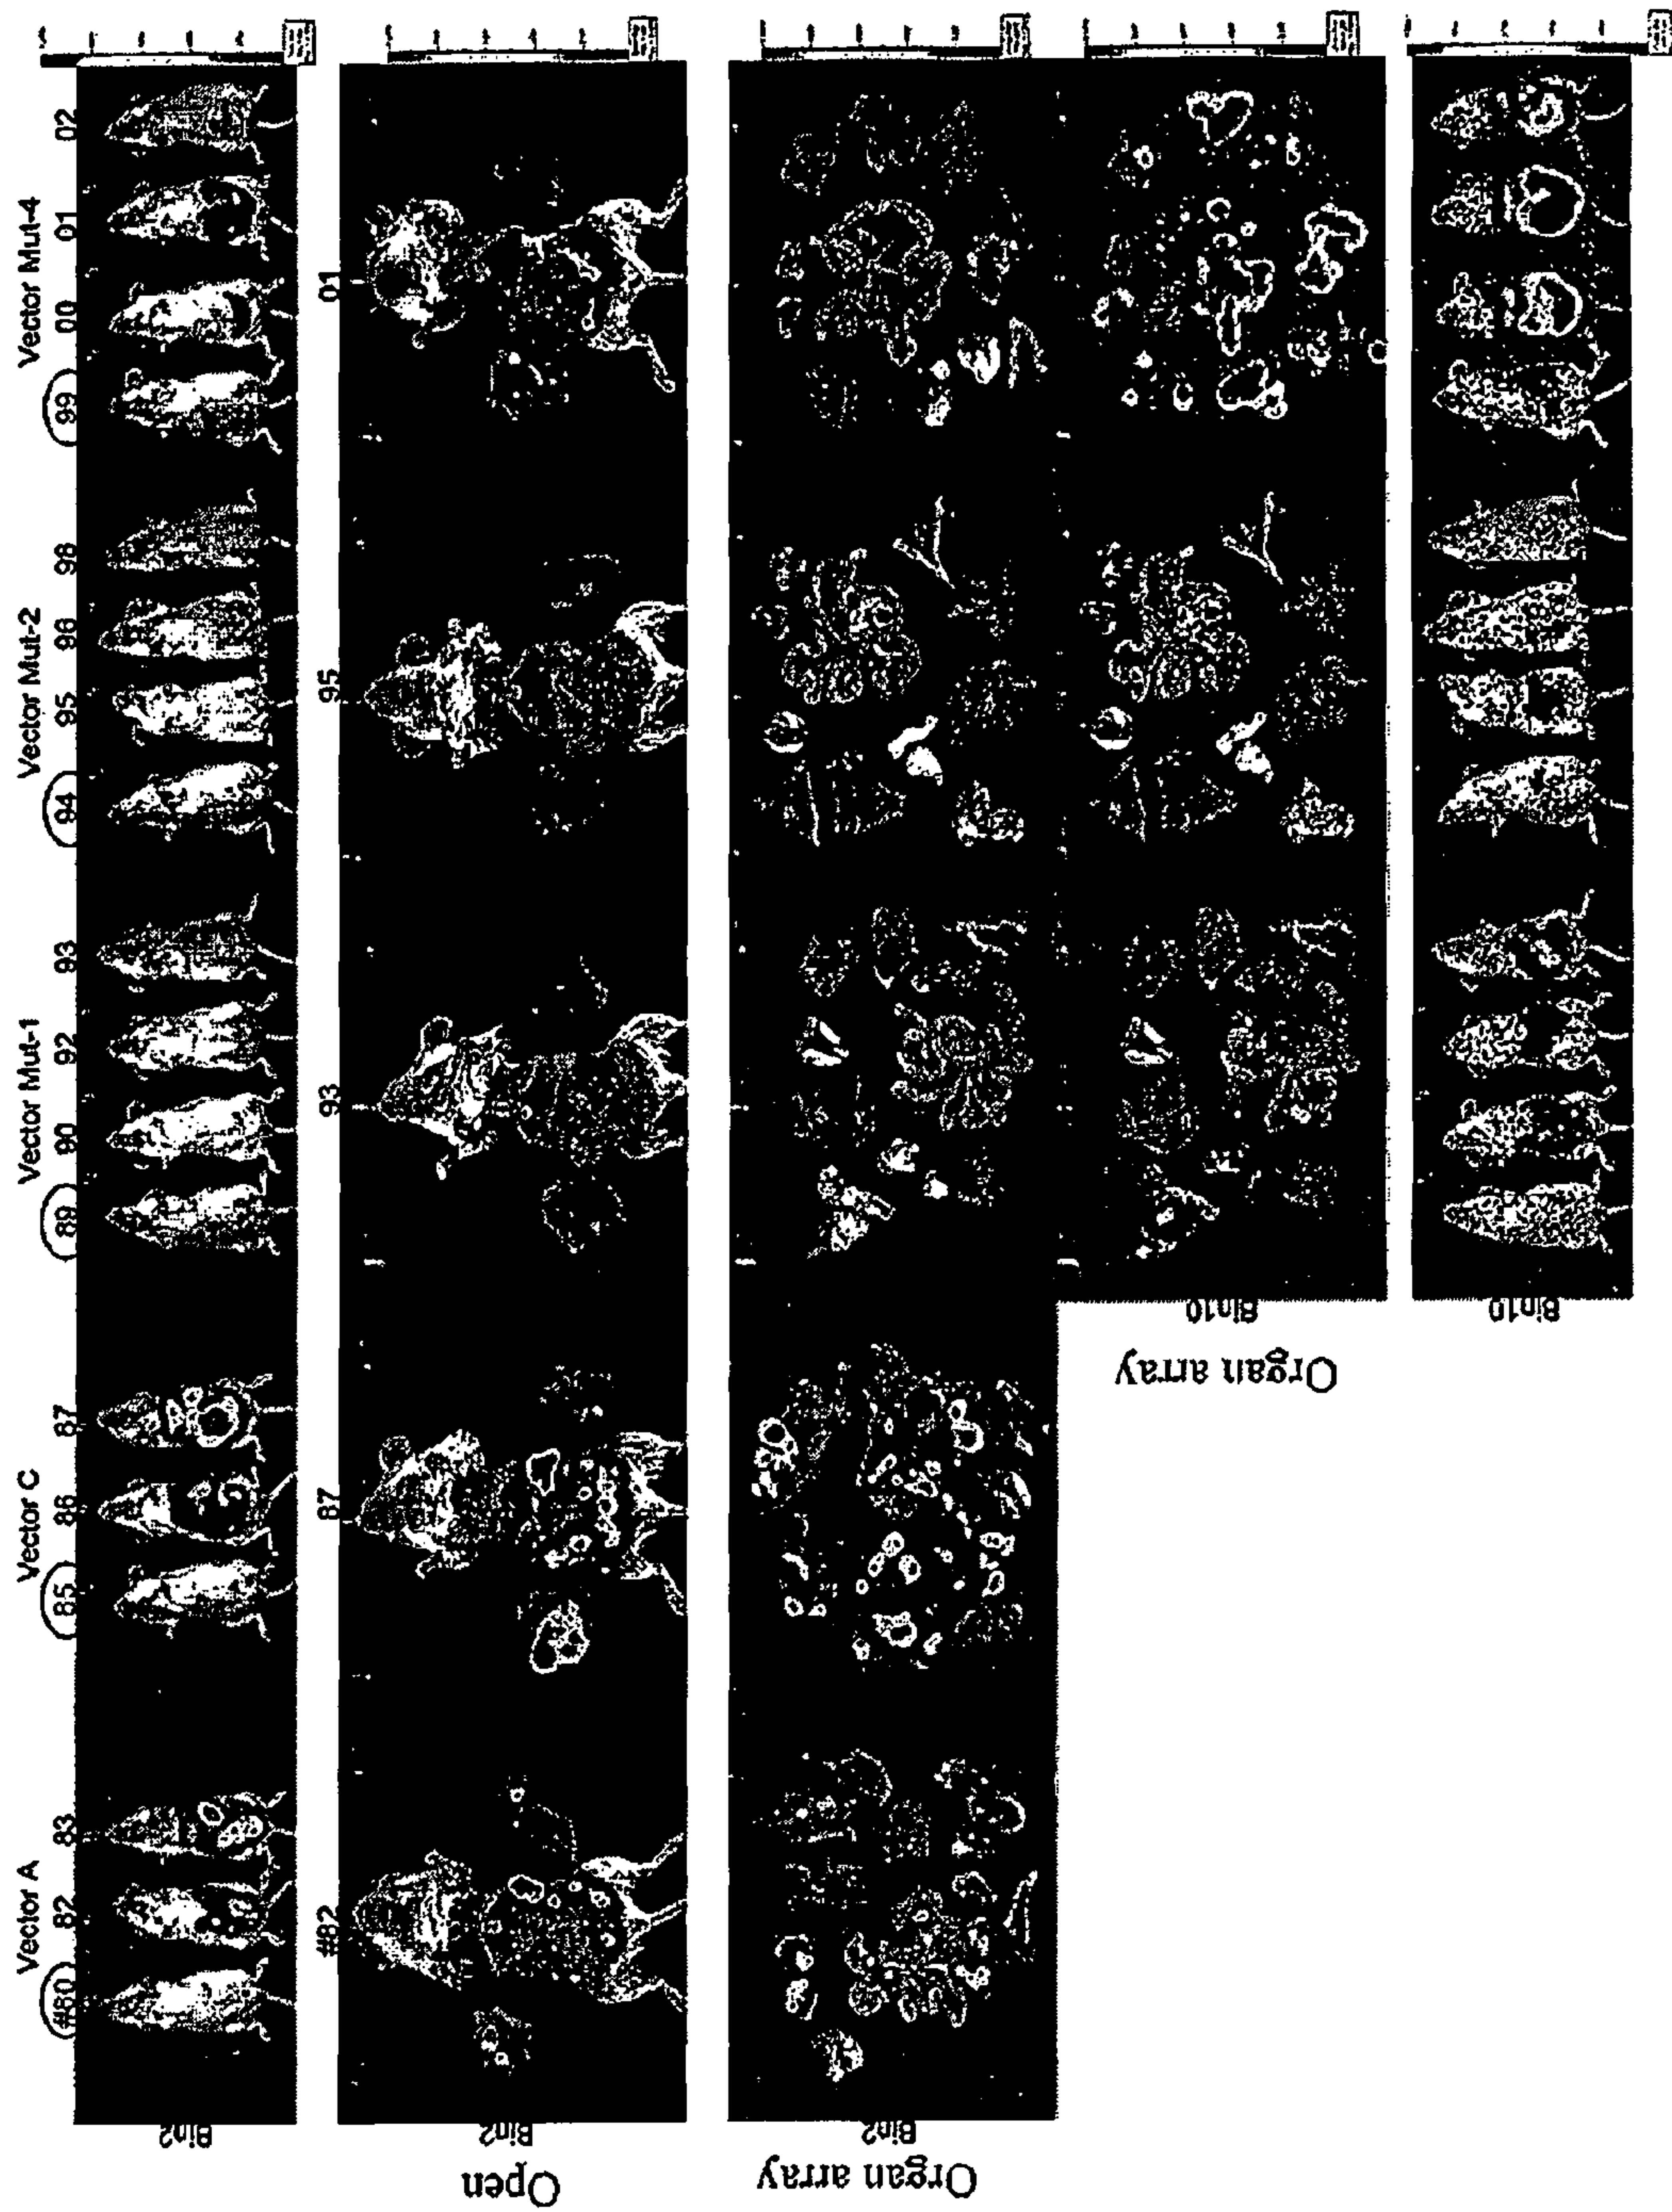 Vector A Vector C Vector Mut-1 Vector Mut-2 Vector Mut-4
#80 82 83 85 86 87 89 90 92 93 94 95 96 98 99 00 01 02
Bin2
#82 87 93 95 01
Open
Bin2
Organ array
Bin2
Organ array
Bin10
Bin10